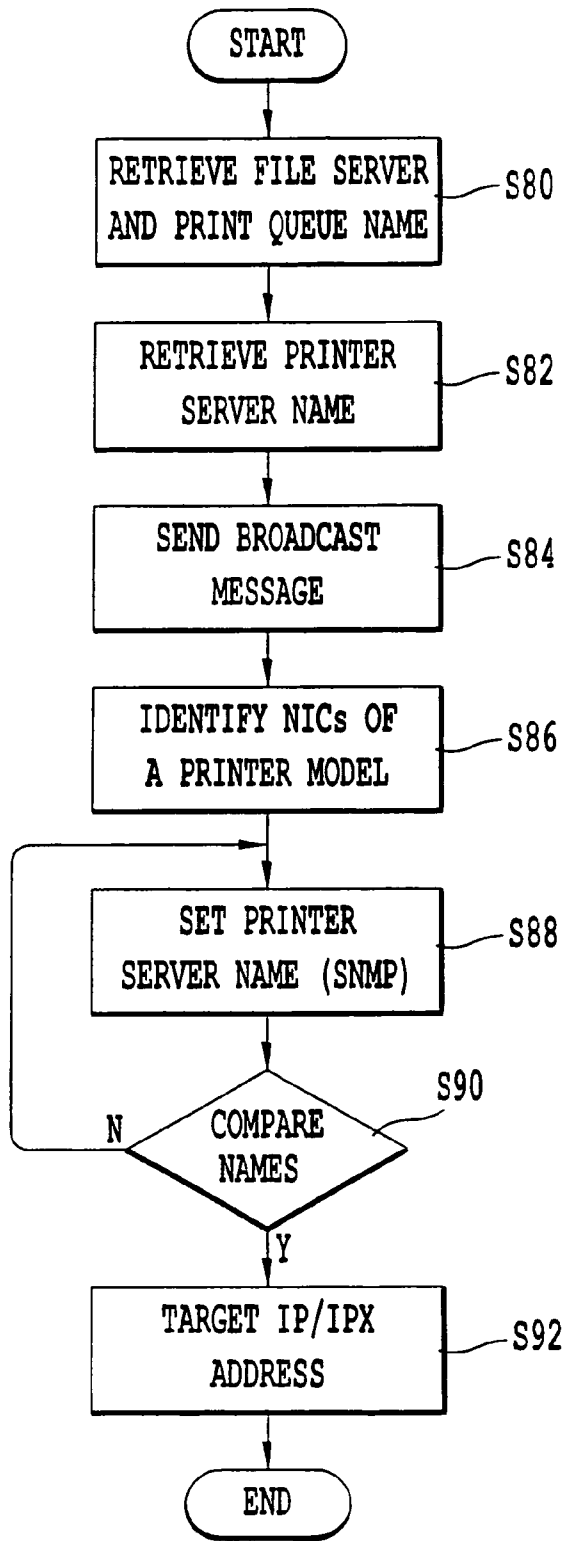 START
RETRIEVE FILE SERVER
AND PRINT QUEUE NAME
S80
RETRIEVE PRINTER
SERVER NAME
S82
SEND BROADCAST
MESSAGE
S84
IDENTIFY NICs OF
A PRINTER MODEL
S86
SET PRINTER
SERVER NAME (SNMP)
S88
S90
COMPARE
NAMES
N
Y
TARGET IP/IPX
ADDRESS
S92
END